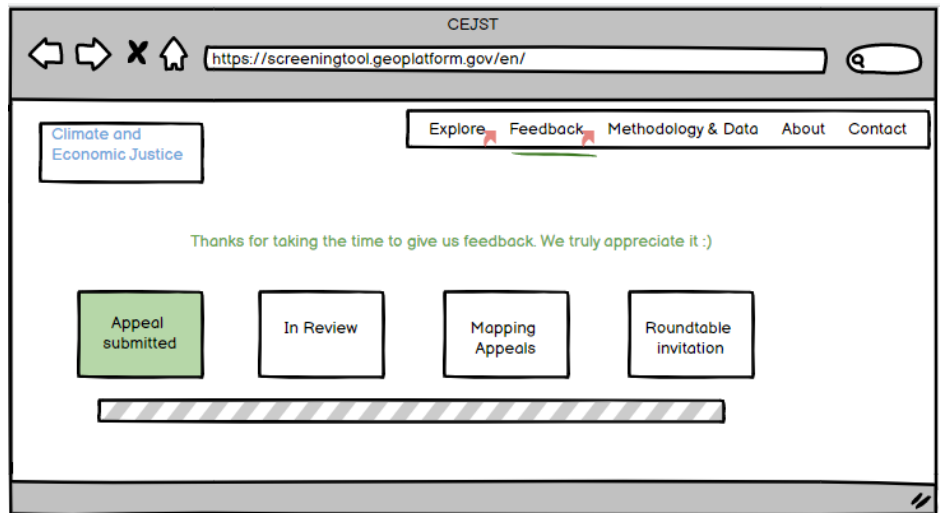 CEJST
https://screeningtool.geoplatform.gov/en/
Climate and
Economic Justice
Explore Feedback Methodology & Data About Contact
Thanks for taking the time to give us feedback. We truly appreciate it :)
Appeal
submitted
In Review
Mapping
Appeals
Roundtable
invitation